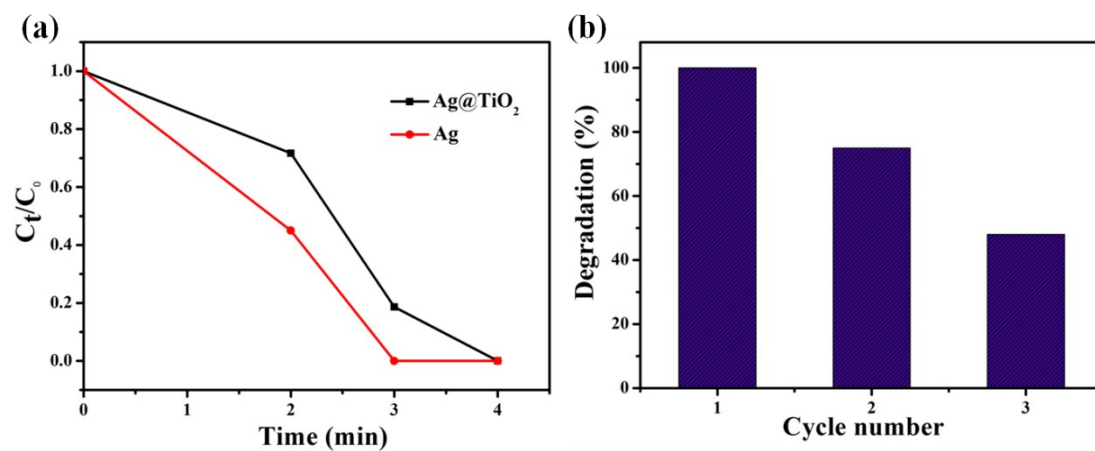 (a)
Ct/C₀
1.0
0.8
0.6
0.4
0.2
0.0
Ag@TiO₂
Ag
0 1 2 3 4
Time (min)
(b)
Degradation (%)
100
80
60
40
20
0
1 2 3
Cycle number